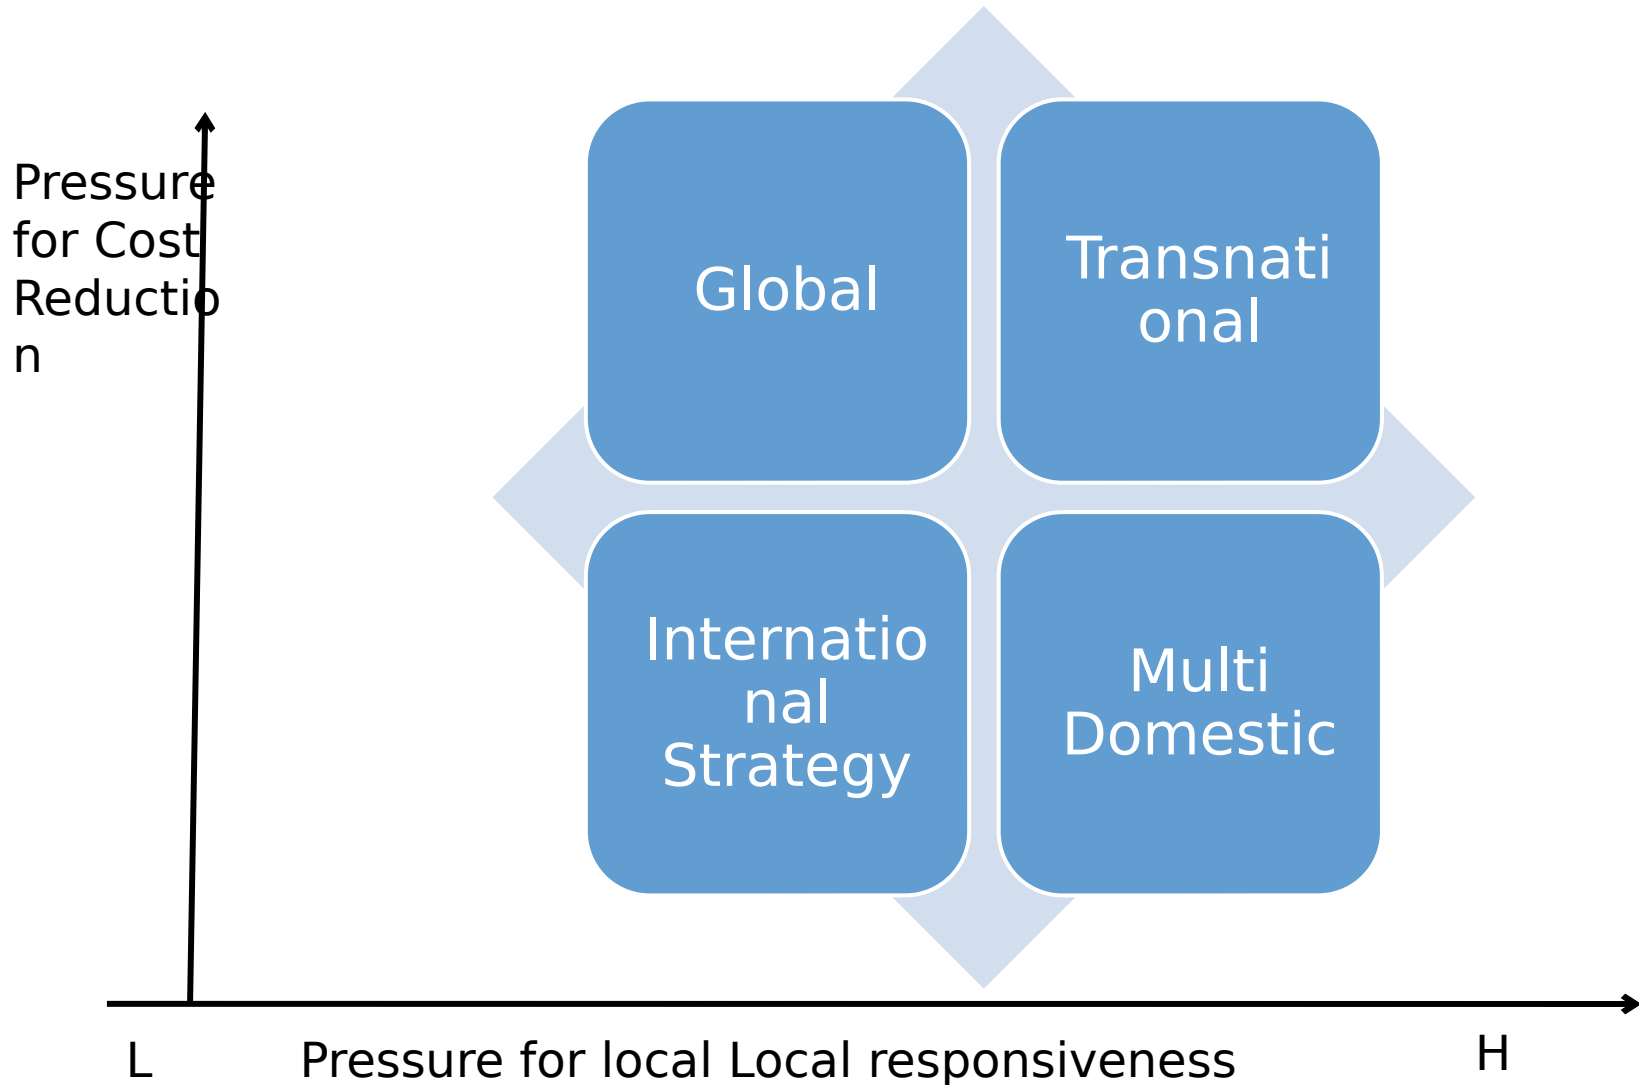 Pressure
for Cost
Reductio
n
Global
Transnati
onal
Internatio
nal
Strategy
Multi
Domestic
L
Pressure for local Local responsiveness
H